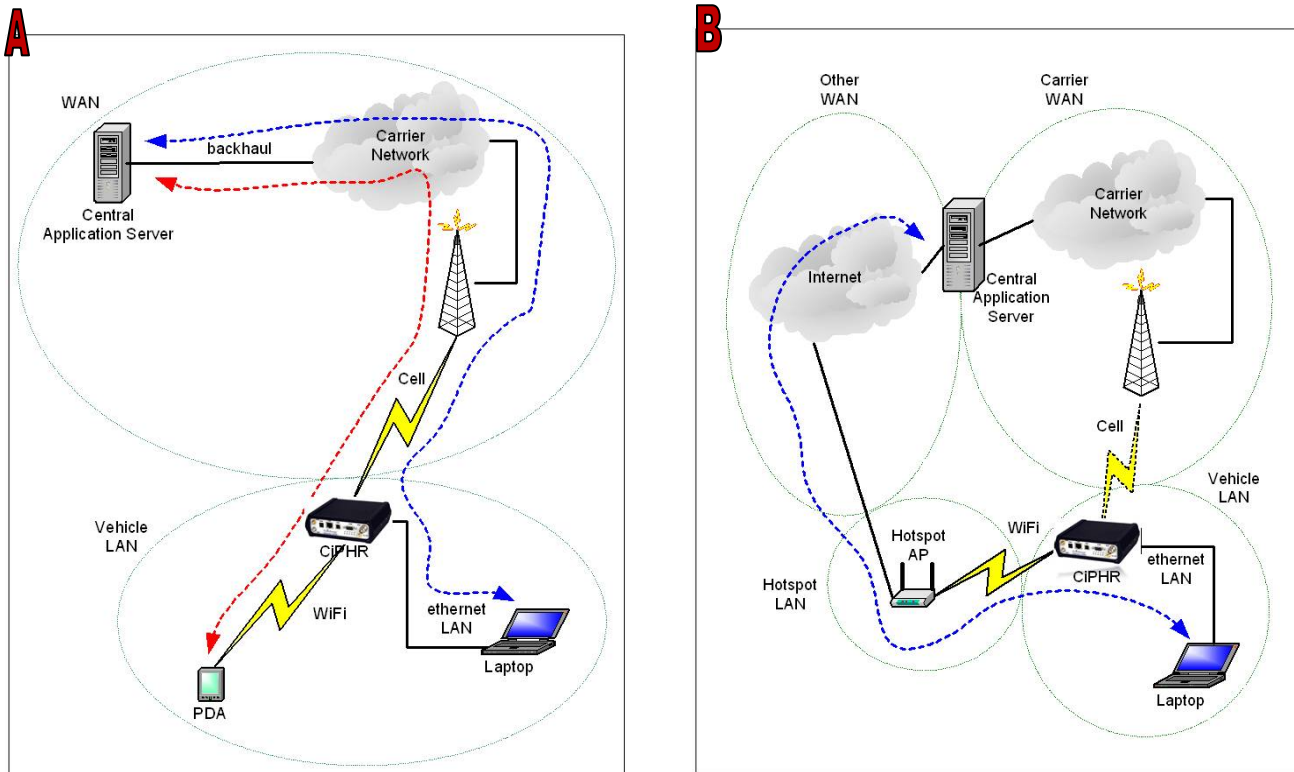 A
WAN
backhaul
Carrier
Network
Central
Application Server
Cell
Vehicle
LAN
CiPHR
WiFi
ethernet
LAN
Laptop
PDA
B
Other
WAN
Carrier
WAN
Carrier
Network
Internet
Central
Application
Server
Cell
Vehicle
LAN
Hotspot
AP
WiFi
CiPHR
ethernet
LAN
Hotspot
LAN
Laptop